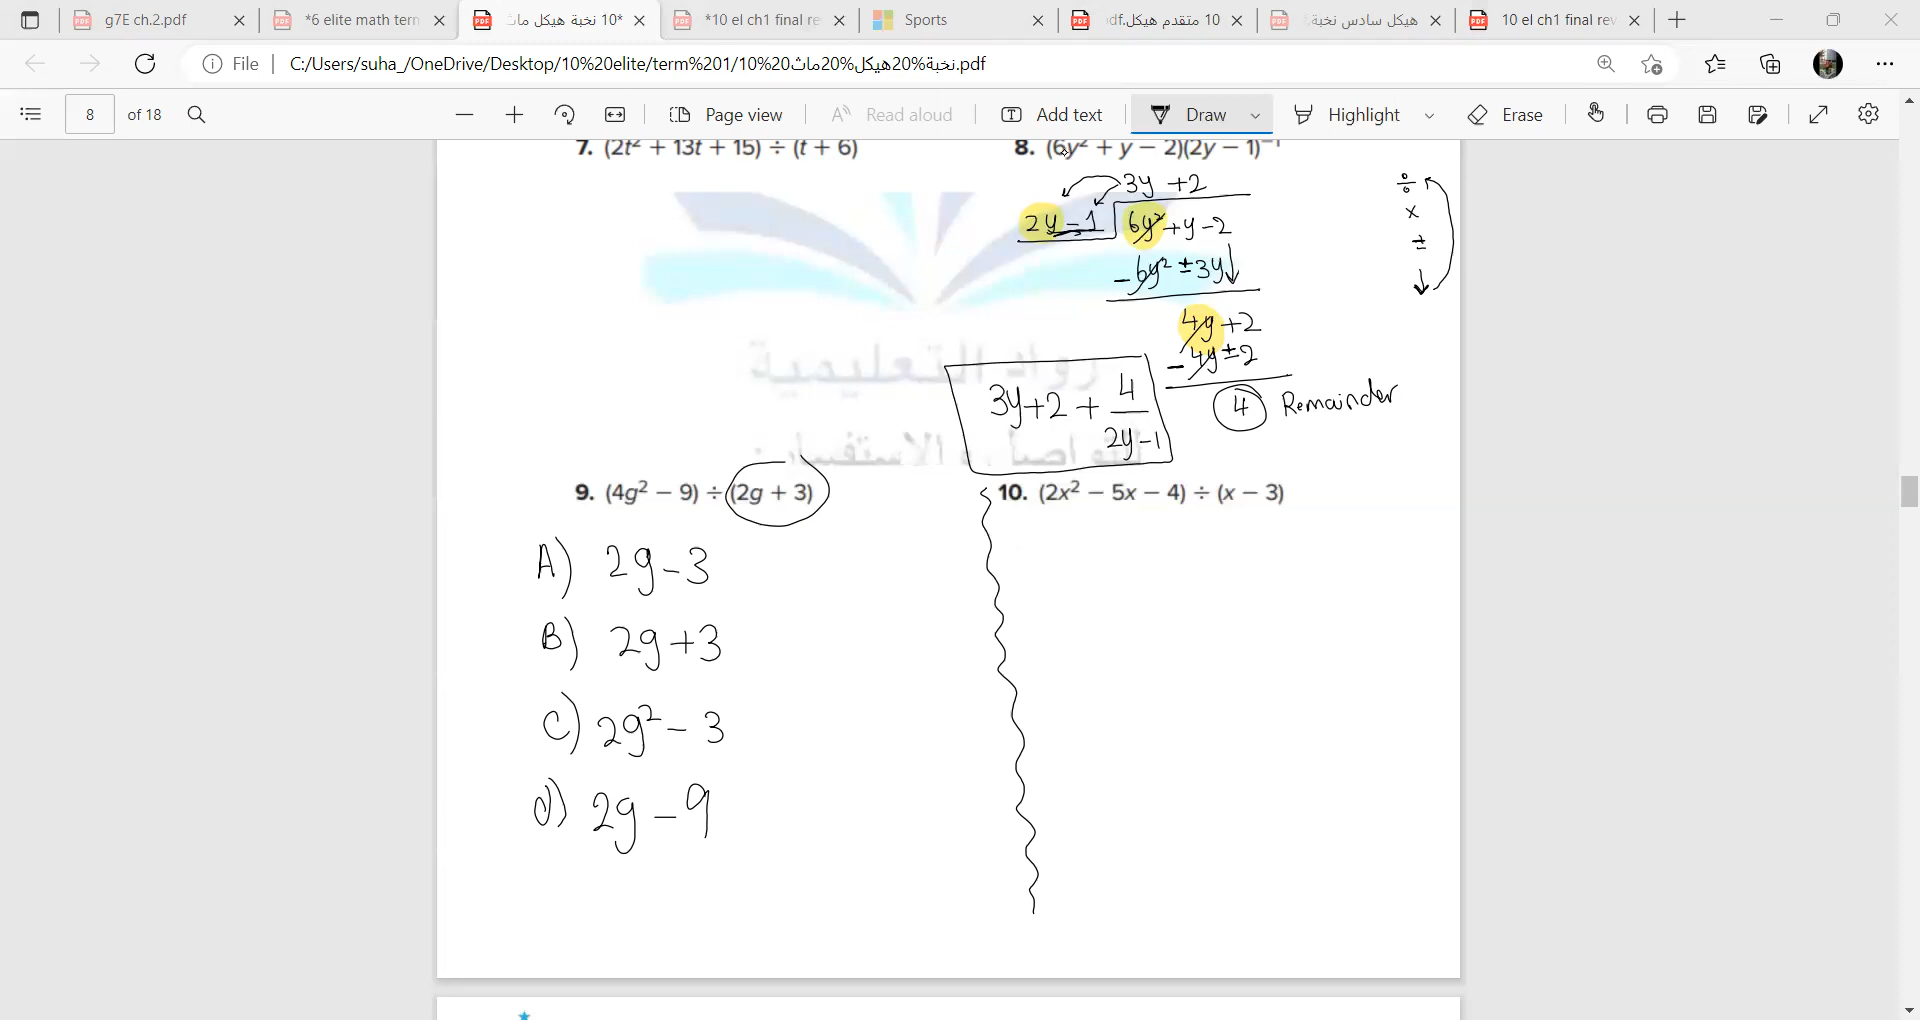 g7E ch.2.pdf
*6 elite math tern
*10 نخبة هيكل ماث
*10 el ch1 final re
Sports
10 متقدم هيكل.pdf
هيكل سادس نخبة
10 el ch1 final rev
File
C:/Users/suha_/OneDrive/Desktop/10%20elite/term%201/10%20نخبة%20هيكل%20ماث.pdf
8 of 18
Page view
Read aloud
Add text
Draw
Highlight
Erase
7. (2t² + 13t + 15) ÷ (t + 6)
8. (6y² + y − 2)(2y − 1)⁻¹
3y +2
2y − 1
6y² + y − 2
− 6y² ± 3y
4y + 2
− 4y ± 2
4 Remainder
÷
×
±
↓
3y + 2 + 4/(2y − 1)
رواد التعليمية
للتواصل و الاستفسار :
9. (4g² − 9) ÷ (2g + 3)
A) 2g − 3
B) 2g + 3
C) 2g² − 3
d) 2g − 9
10. (2x² − 5x − 4) ÷ (x − 3)